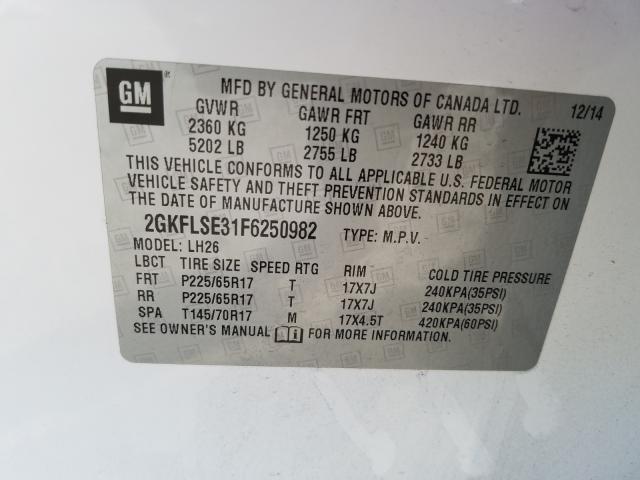 GM
MFD BY GENERAL MOTORS OF CANADA LTD.
12/14
GVWR GAWR FRT GAWR RR
2360 KG 1250 KG 1240 KG
5202 LB 2755 LB 2733 LB
THIS VEHICLE CONFORMS TO ALL APPLICABLE U.S. FEDERAL MOTOR
VEHICLE SAFETY AND THEFT PREVENTION STANDARDS IN EFFECT ON
THE DATE OF MANUFACTURE SHOWN ABOVE.
2GKFLSE31F6250982 TYPE: M.P.V.
MODEL: LH26
LBCT TIRE SIZE SPEED RTG RIM COLD TIRE PRESSURE
FRT P225/65R17 T 17X7J 240KPA(35PSI)
RR P225/65R17 T 17X7J 240KPA(35PSI)
SPA T145/70R17 M 17X4.5T 420KPA(60PSI)
SEE OWNER'S MANUAL FOR MORE INFORMATION.